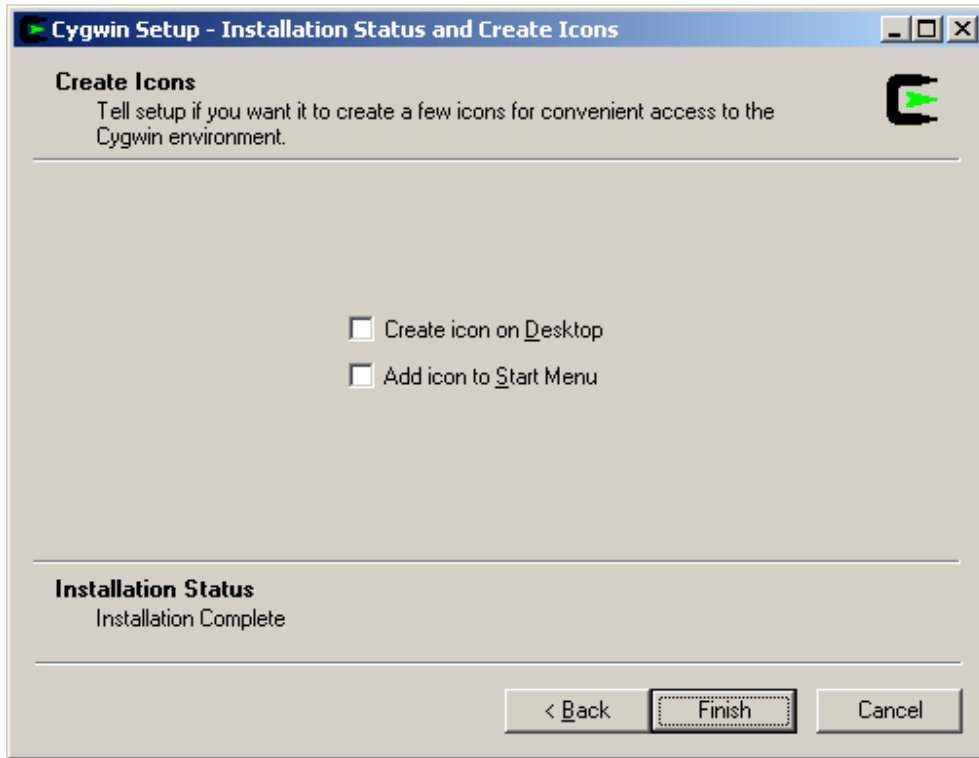 Cygwin Setup - Installation Status and Create Icons
Create Icons
Tell setup if you want it to create a few icons for convenient access to the
Cygwin environment.
Create icon on Desktop
Add icon to Start Menu
Installation Status
Installation Complete
< Back Finish Cancel